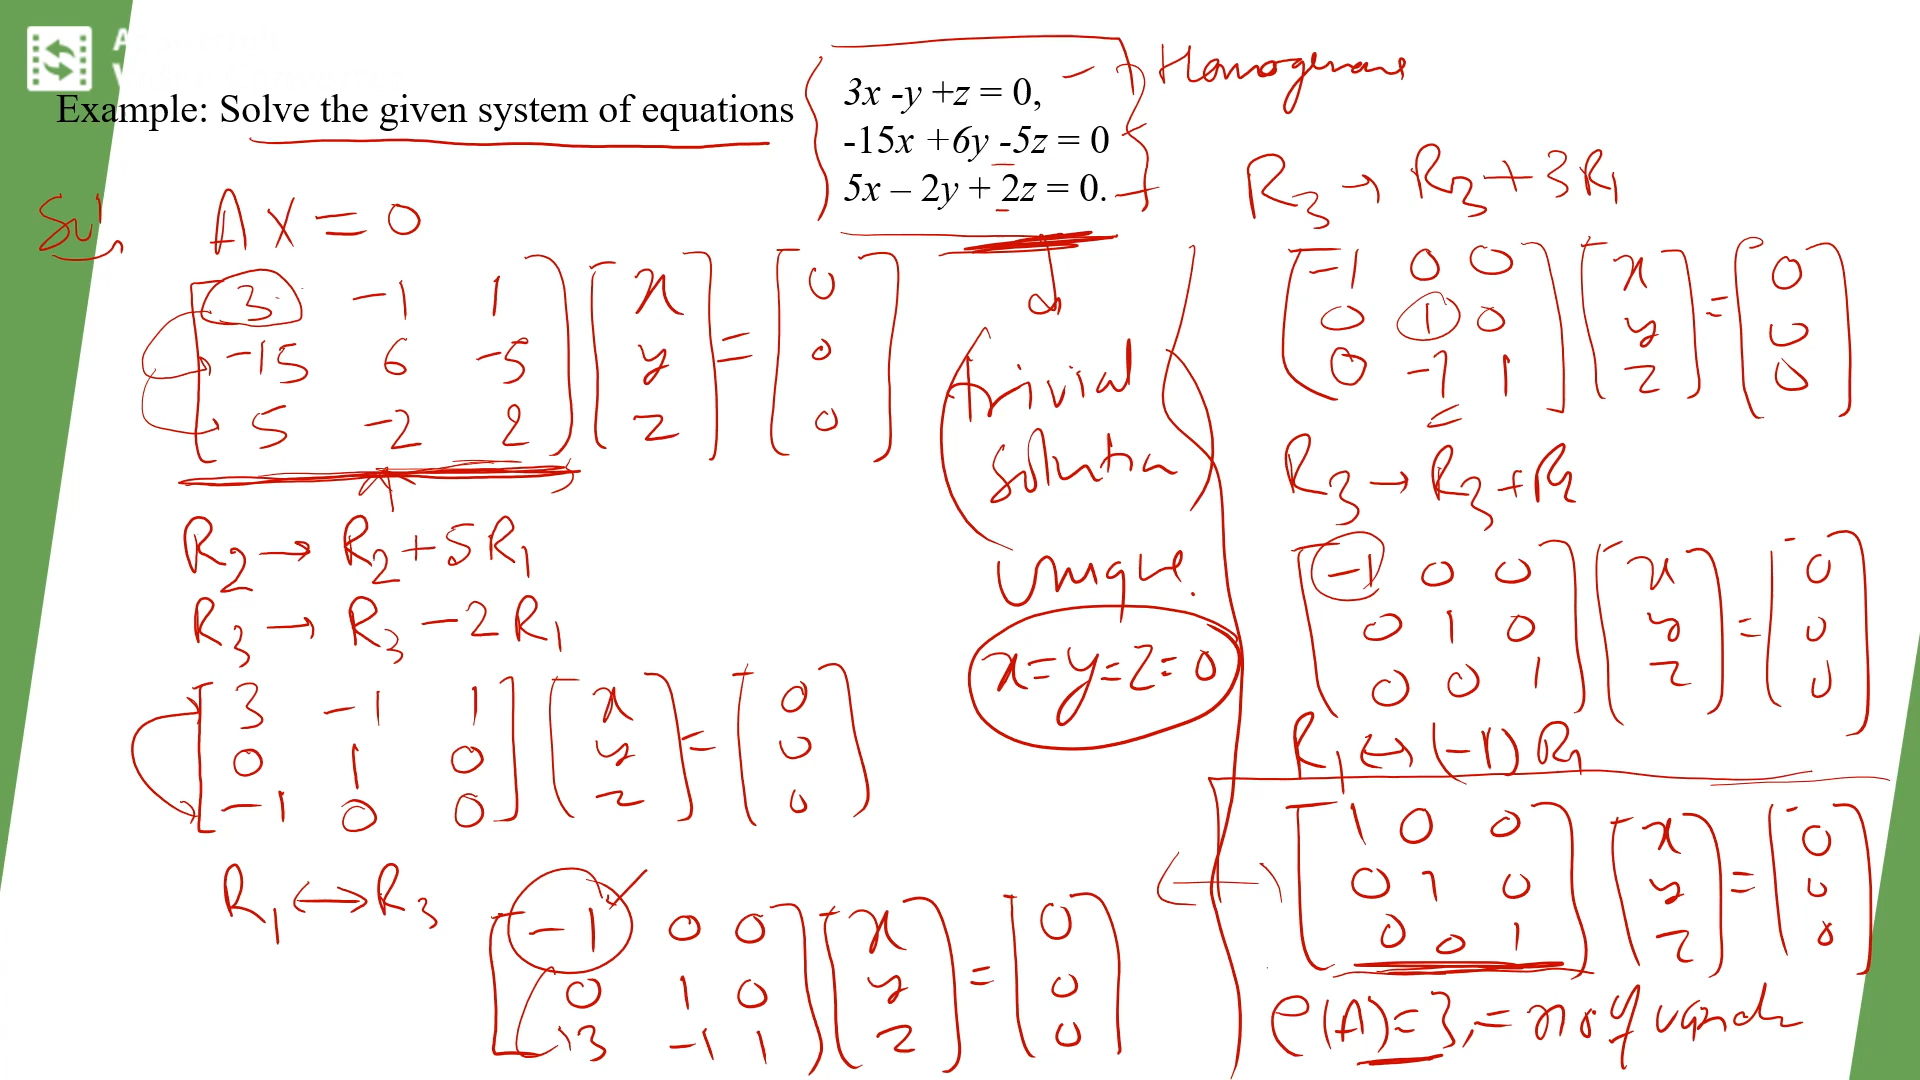 Example: Solve the given system of equations
3x -y +z = 0,
-15x +6y -5z = 0
5x – 2y + 2z = 0.
Homogeneous
Sol
AX = 0
[3 -1 1] [x] = [0]
[-15 6 -5] [y] [0]
[5 -2 2] [z] [0]
R2 → R2 + 5R1
R3 → R3 - 2R1
[3 -1 1] [x] = [0]
[0 1 0] [y] [0]
[-1 0 0] [z] [0]
R1 ↔ R3
[-1 0 0] [x] = [0]
[0 1 0] [y] [0]
[3 -1 1] [z] [0]
trivial
solution
Unique.
x = y = z = 0
R3 → R3 + 3R1
[-1 0 0] [x] = [0]
[0 1 0] [y] [0]
[0 -1 1] [z] [0]
R3 → R3 + R2
[-1 0 0] [x] = [0]
[0 1 0] [y] [0]
[0 0 1] [z] [0]
R1 ↔ (-1) R1
[1 0 0] [x] = [0]
[0 1 0] [y] [0]
[0 0 1] [z] [0]
ρ(A) = 3, = no of